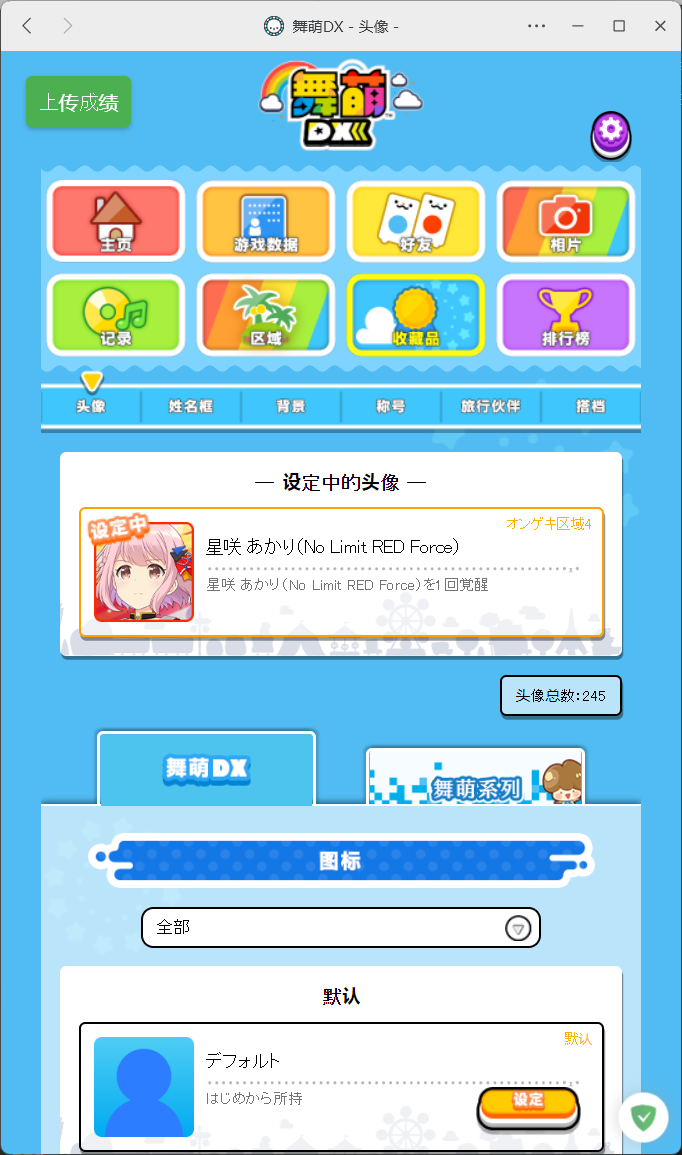 舞萌DX - 头像 -
上传成绩
舞萌
DX
主页
游戏数据
好友
相片
记录
区域
收藏品
排行榜
头像
姓名框
背景
称号
旅行伙伴
搭档
— 设定中的头像 —
オンゲキ区域4
设定中
星咲 あかり（No Limit RED Force）
星咲 あかり（No Limit RED Force）を1回覚醒
头像总数:245
舞萌DX
舞萌系列
图标
全部
默认
默认
デフォルト
はじめから所持
设定